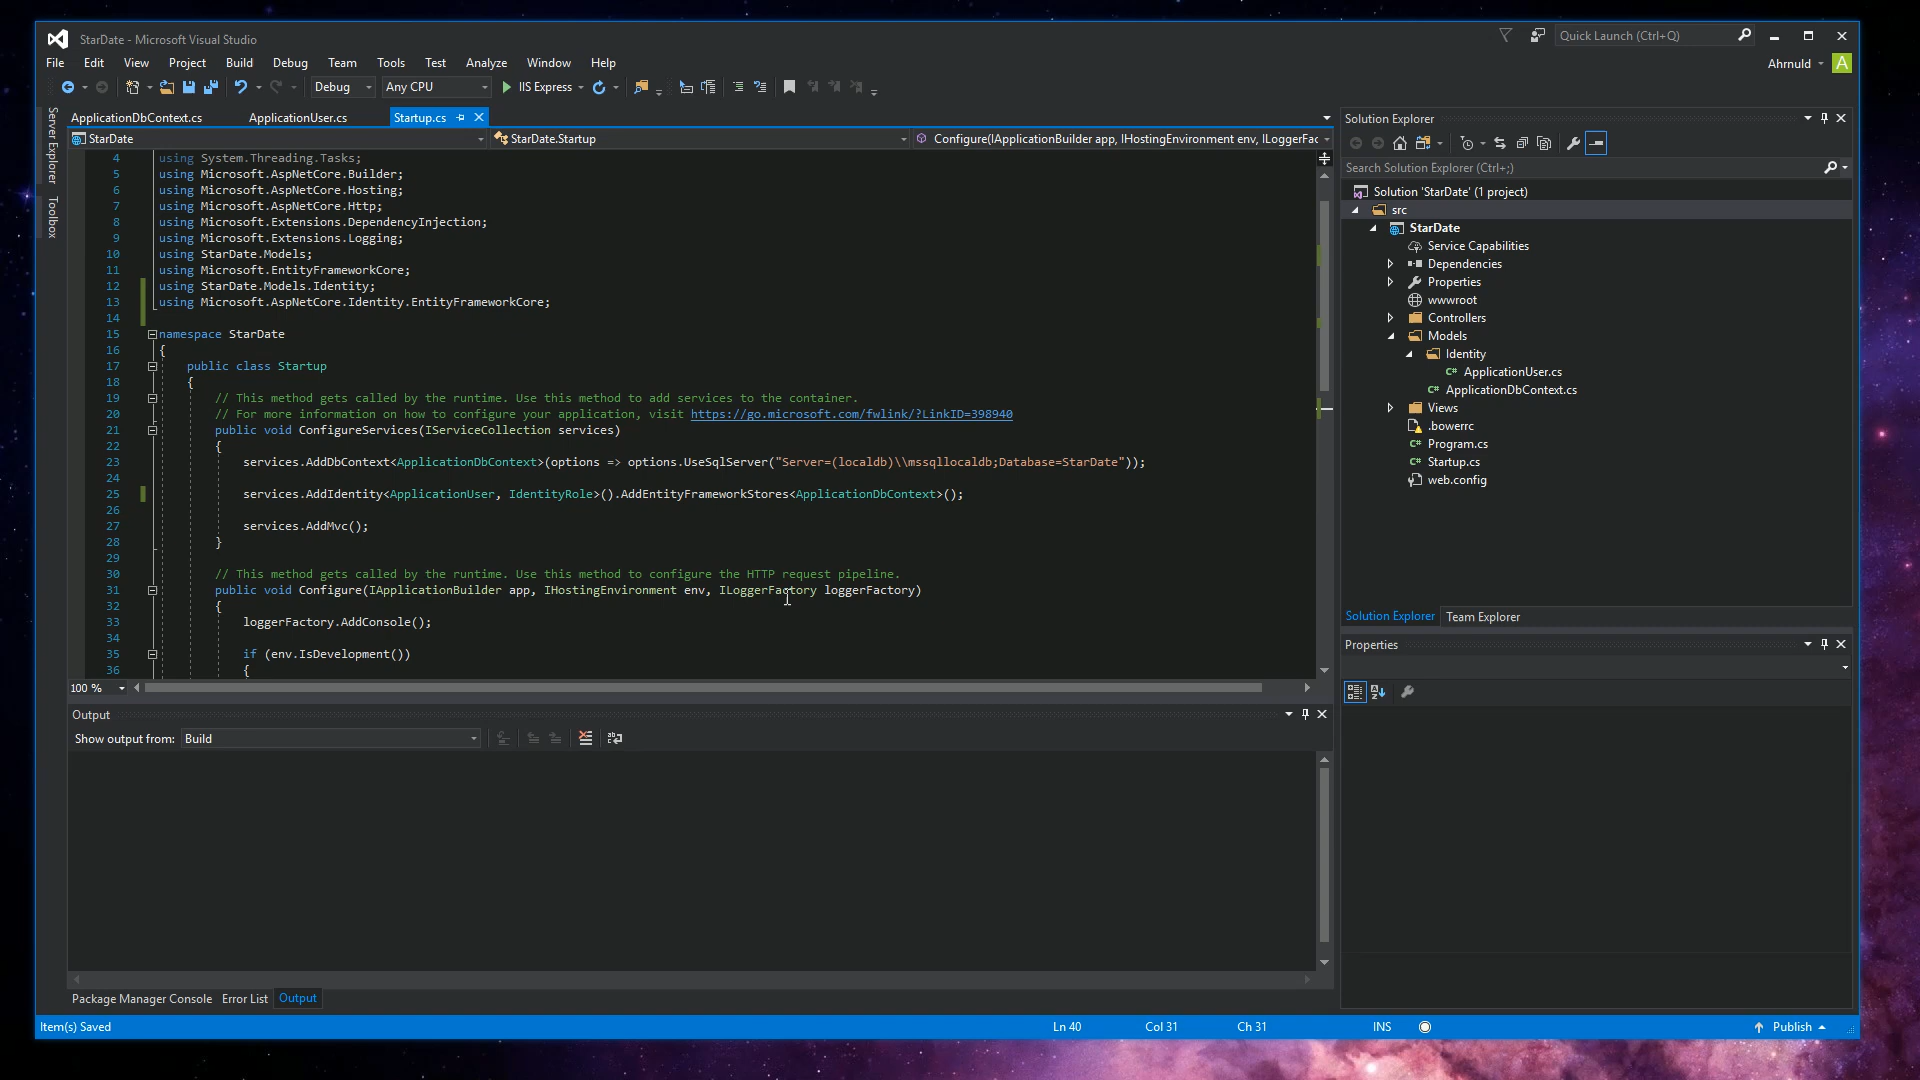 StarDate - Microsoft Visual Studio
Quick Launch (Ctrl+Q)
File Edit View Project Build Debug Team Tools Test Analyze Window Help
Ahrnuld A
Debug Any CPU IIS Express
Server Explorer
Toolbox
ApplicationDbContext.cs ApplicationUser.cs Startup.cs
StarDate StarDate.Startup Configure(IApplicationBuilder app, IHostingEnvironment env, ILoggerFac
4 using System.Threading.Tasks;
5 using Microsoft.AspNetCore.Builder;
6 using Microsoft.AspNetCore.Hosting;
7 using Microsoft.AspNetCore.Http;
8 using Microsoft.Extensions.DependencyInjection;
9 using Microsoft.Extensions.Logging;
10 using StarDate.Models;
11 using Microsoft.EntityFrameworkCore;
12 using StarDate.Models.Identity;
13 using Microsoft.AspNetCore.Identity.EntityFrameworkCore;
14
15 namespace StarDate
16 {
17 public class Startup
18 {
19 // This method gets called by the runtime. Use this method to add services to the container.
20 // For more information on how to configure your application, visit https://go.microsoft.com/fwlink/?LinkID=398940
21 public void ConfigureServices(IServiceCollection services)
22 {
23 services.AddDbContext<ApplicationDbContext>(options => options.UseSqlServer("Server=(localdb)\\mssqllocaldb;Database=StarDate"));
24
25 services.AddIdentity<ApplicationUser, IdentityRole>().AddEntityFrameworkStores<ApplicationDbContext>();
26
27 services.AddMvc();
28 }
29
30 // This method gets called by the runtime. Use this method to configure the HTTP request pipeline.
31 public void Configure(IApplicationBuilder app, IHostingEnvironment env, ILoggerFactory loggerFactory)
32 {
33 loggerFactory.AddConsole();
34
35 if (env.IsDevelopment())
36 {
100 %
Output
Show output from: Build
Package Manager Console Error List Output
Solution Explorer
Search Solution Explorer (Ctrl+;)
Solution 'StarDate' (1 project)
src
StarDate
Service Capabilities
Dependencies
Properties
wwwroot
Controllers
Models
Identity
C# ApplicationUser.cs
C# ApplicationDbContext.cs
Views
.bowerrc
C# Program.cs
C# Startup.cs
web.config
Solution Explorer Team Explorer
Properties
Item(s) Saved Ln 40 Col 31 Ch 31 INS Publish